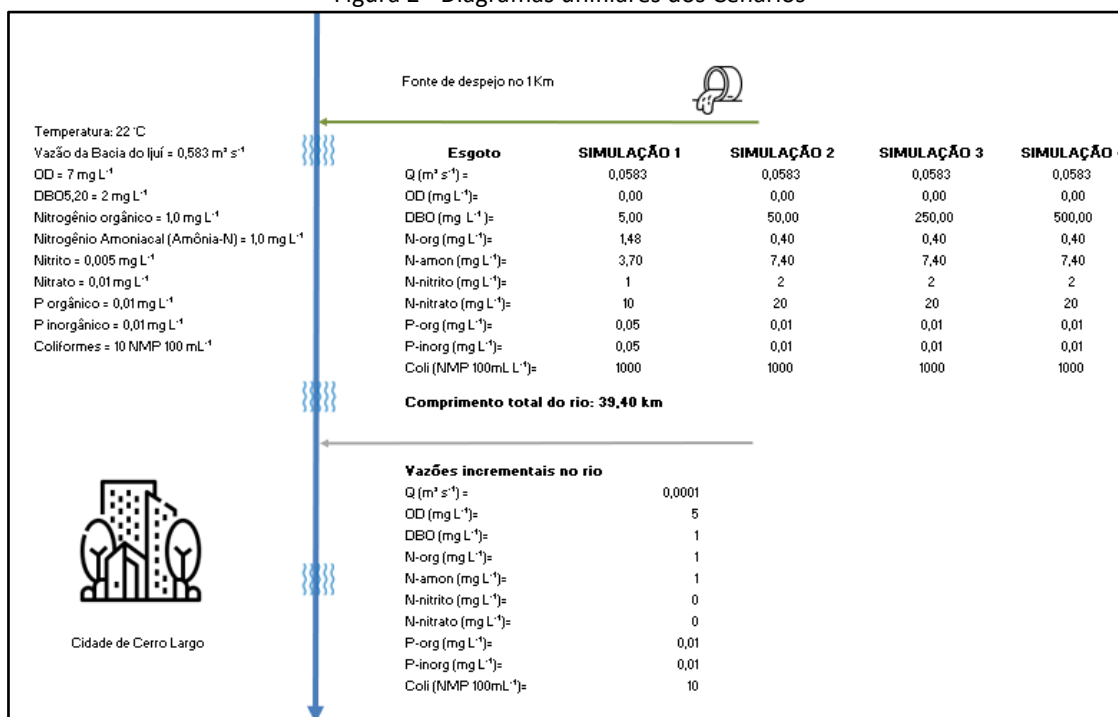 Figura 2 - Diagramas unifilares dos Cenários
Fonte de despejo no 1Km
Temperatura: 22 °C
Vazão da Bacia do Ijuí = 0,583 m³ s⁻¹
OD = 7 mg L⁻¹
DBO5,20 = 2 mg L⁻¹
Nitrogênio orgânico = 1,0 mg L⁻¹
Nitrogênio Amoniacal (Amônia-N) = 1,0 mg L⁻¹
Nitrito = 0,005 mg L⁻¹
Nitrato = 0,01 mg L⁻¹
P orgânico = 0,01 mg L⁻¹
P inorgânico = 0,01 mg L⁻¹
Coliformes = 10 NMP 100 mL⁻¹
Esgoto SIMULAÇÃO 1 SIMULAÇÃO 2 SIMULAÇÃO 3 SIMULAÇÃO
Q (m³ s⁻¹) = 0,0583 0,0583 0,0583 0,0583
OD (mg L⁻¹)= 0,00 0,00 0,00 0,00
DBO (mg L⁻¹)= 5,00 50,00 250,00 500,00
N-org (mg L⁻¹)= 1,48 0,40 0,40 0,40
N-amon (mg L⁻¹)= 3,70 7,40 7,40 7,40
N-nitrito (mg L⁻¹)= 1 2 2 2
N-nitrato (mg L⁻¹)= 10 20 20 20
P-org (mg L⁻¹)= 0,05 0,01 0,01 0,01
P-inorg (mg L⁻¹)= 0,05 0,01 0,01 0,01
Coli (NMP 100mL L⁻¹)= 1000 1000 1000 1000
Comprimento total do rio: 39,40 km
Vazões incrementais no rio
Q (m³ s⁻¹) = 0,0001
OD (mg L⁻¹)= 5
DBO (mg L⁻¹)= 1
N-org (mg L⁻¹)= 1
N-amon (mg L⁻¹)= 1
N-nitrito (mg L⁻¹)= 0
N-nitrato (mg L⁻¹)= 0
P-org (mg L⁻¹)= 0,01
P-inorg (mg L⁻¹)= 0,01
Coli (NMP 100mL⁻¹)= 10
Cidade de Cerro Largo